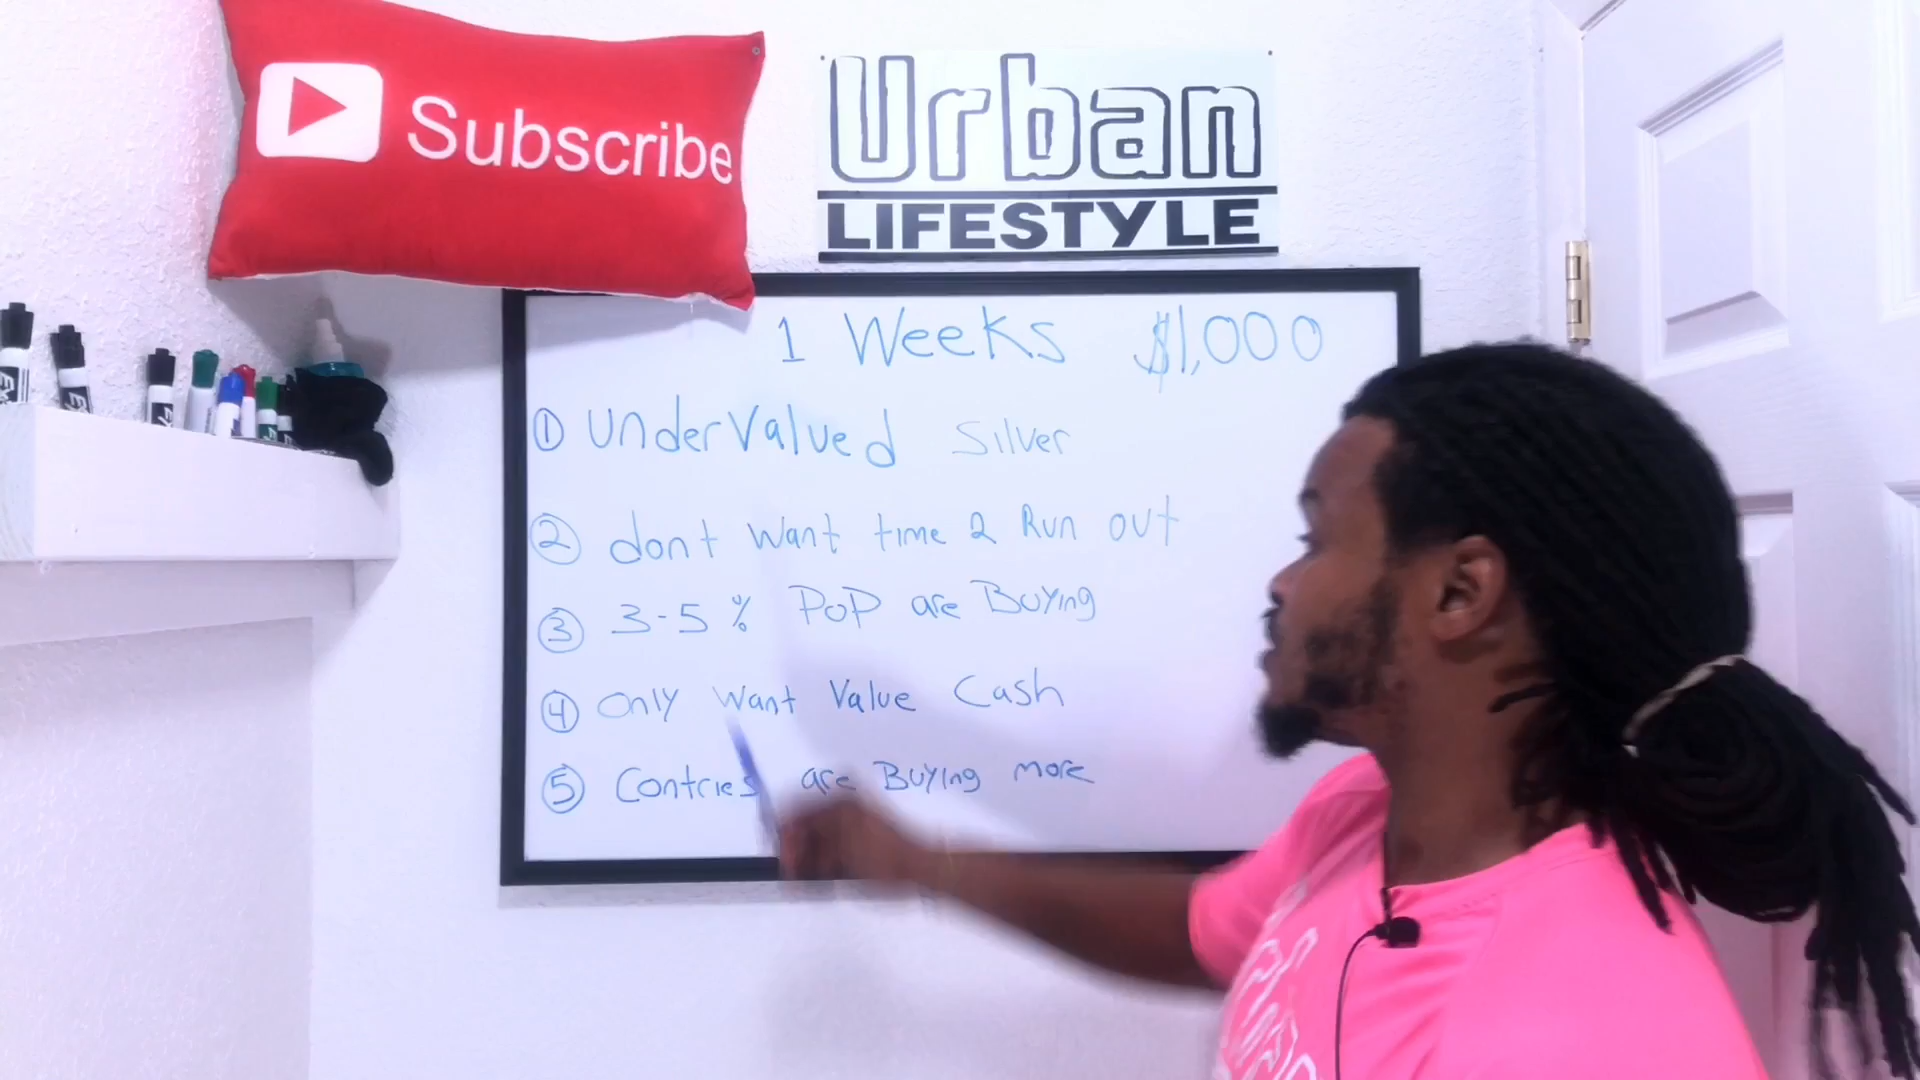 Subscribe
Urban
LIFESTYLE
1 Weeks $1,000
① undervalued Silver
② dont want time 2 Run out
③ 3-5% PoP are Buying
④ Only want Value Cash
⑤ Contries are Buying more